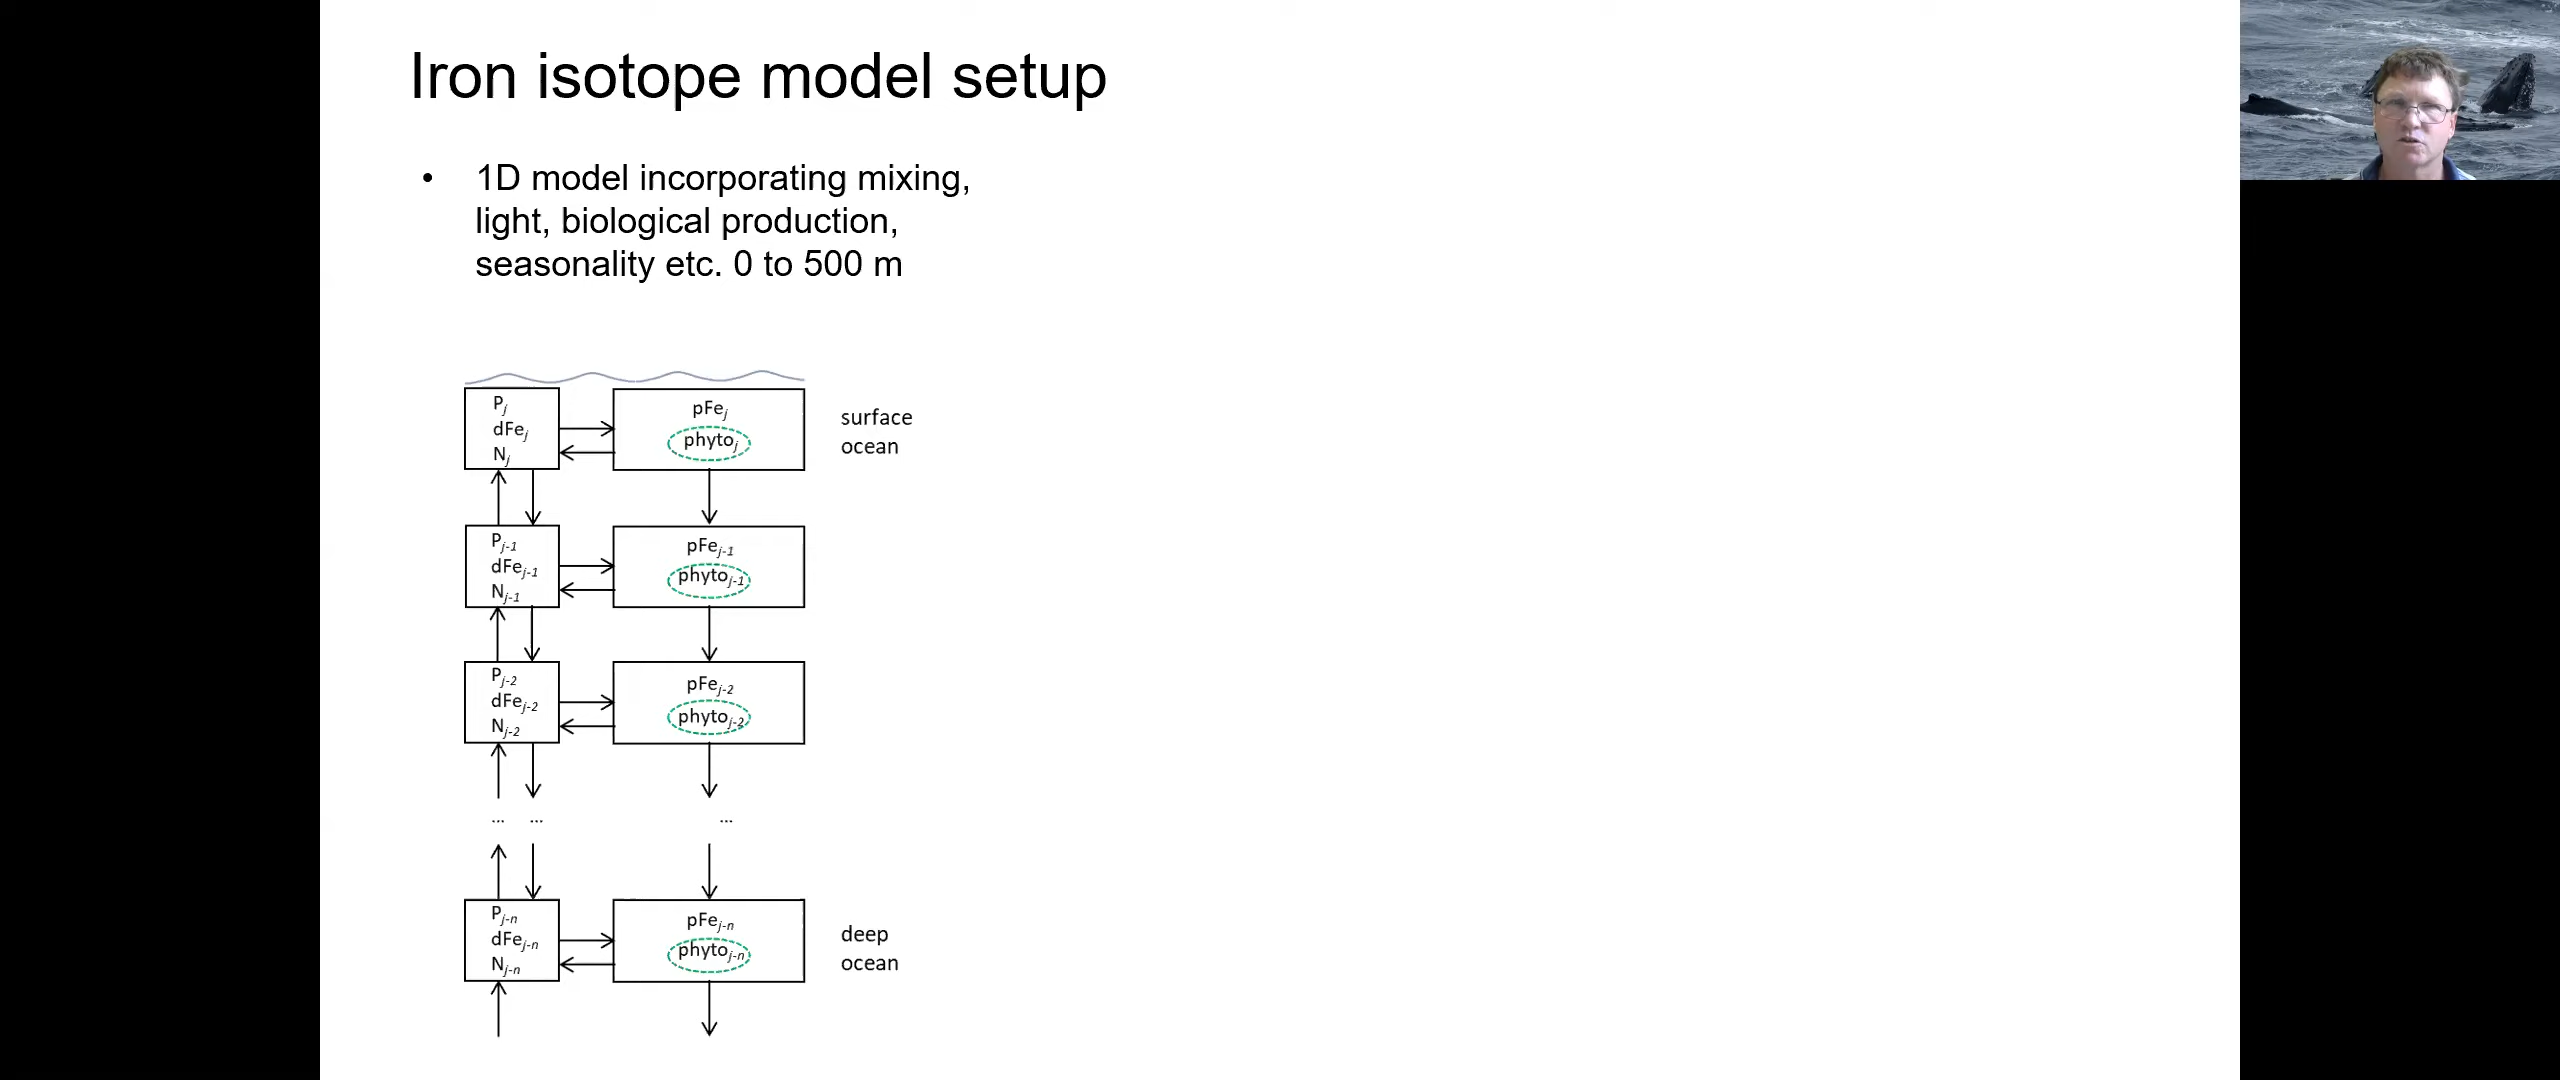 Iron isotope model setup
• 1D model incorporating mixing,
light, biological production,
seasonality etc. 0 to 500 m
Pj
dFej
Nj
pFej
phytoj
surface
ocean
Pj-1
dFej-1
Nj-1
pFej-1
phytoj-1
Pj-2
dFej-2
Nj-2
pFej-2
phytoj-2
... ... ...
Pj-n
dFej-n
Nj-n
pFej-n
phytoj-n
deep
ocean